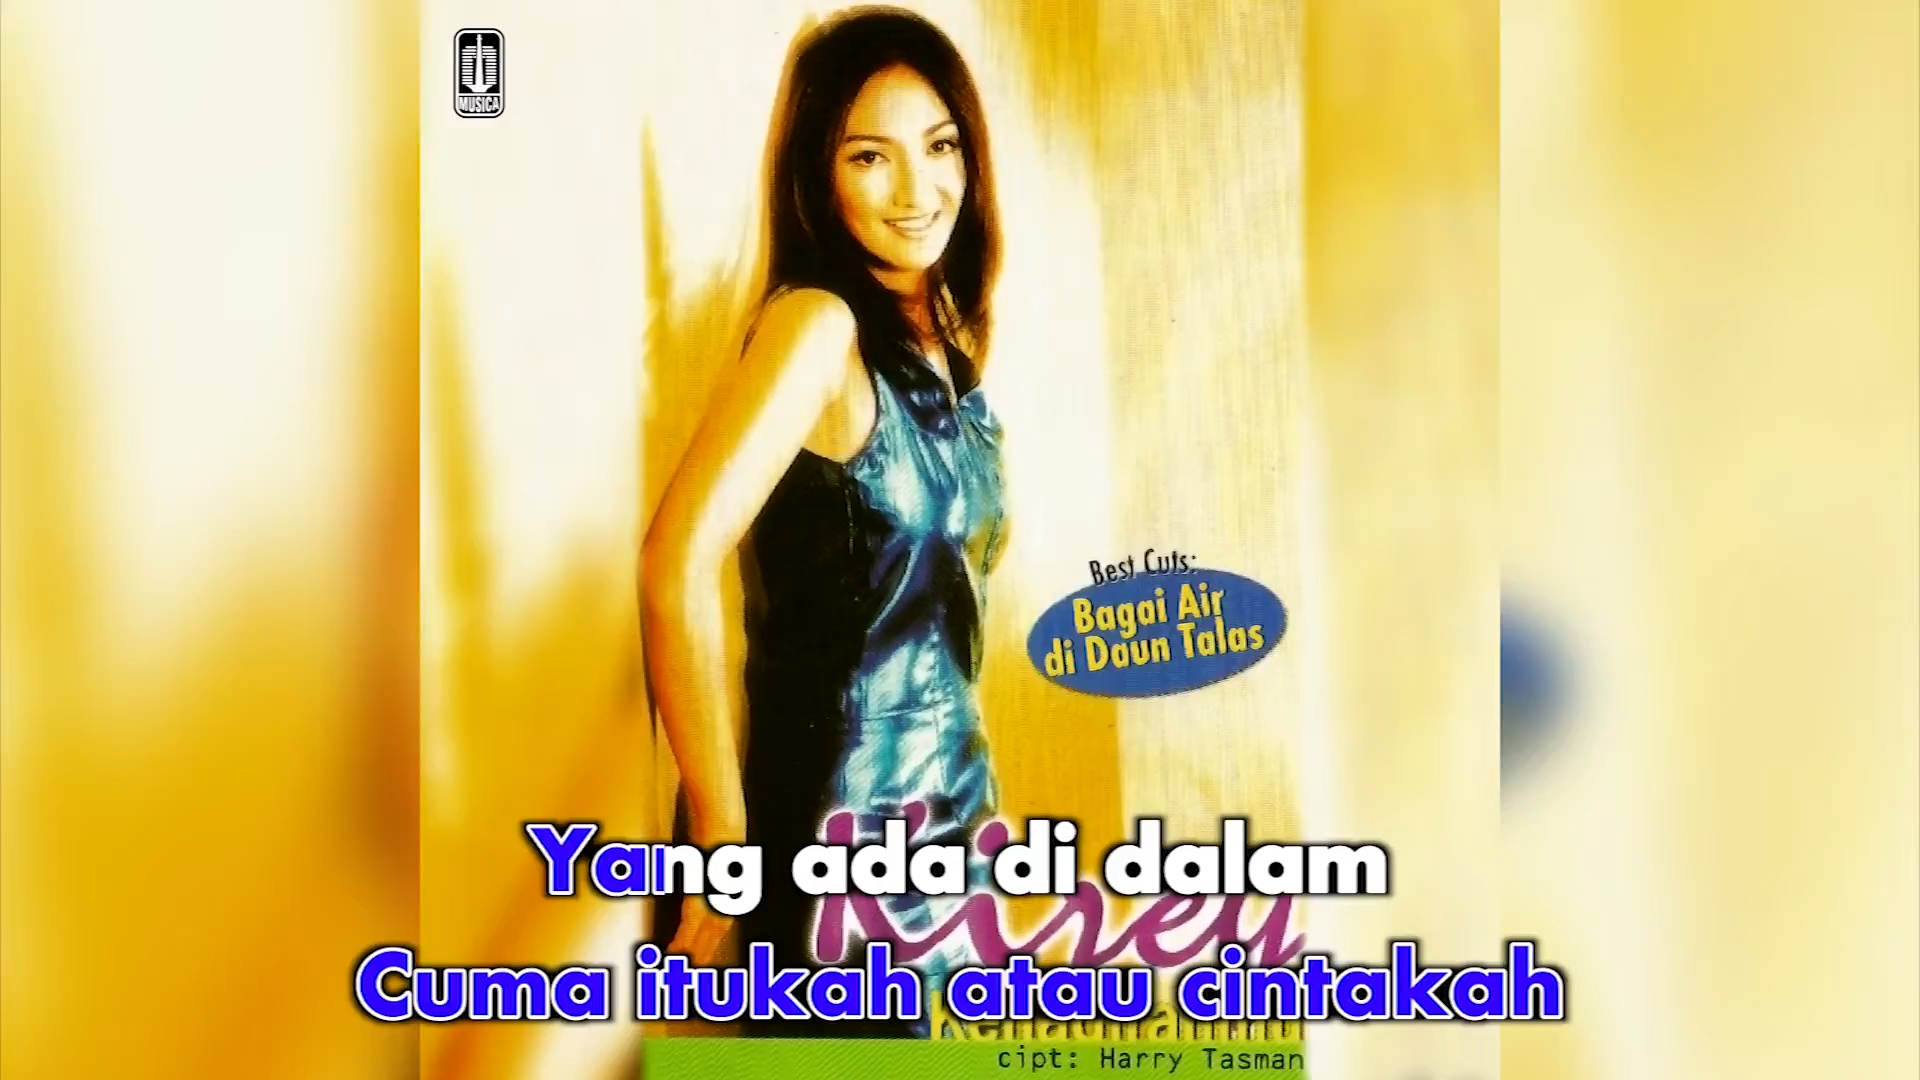 MUSICA
Best Cuts:
Bagai Air
di Daun Talas
Kirey
Yang ada di dalam
Cuma itukah atau cintakah
cipt: Harry Tasman